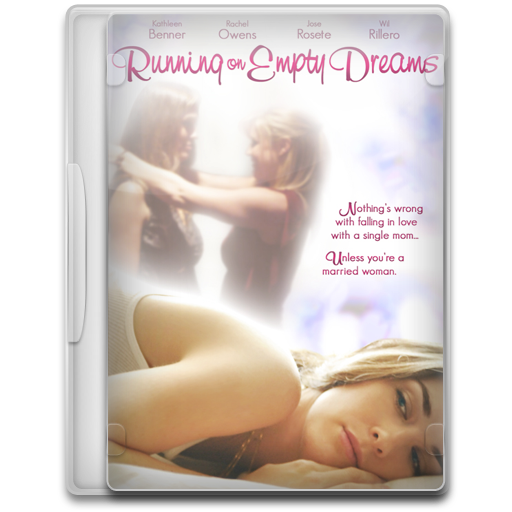 Kathleen Rachel Jose Wil
Benner Owens Rosete Rillero
Running on Empty Dreams
Nothing's wrong
with falling in love
with a single mom...
Unless you're a
married woman.